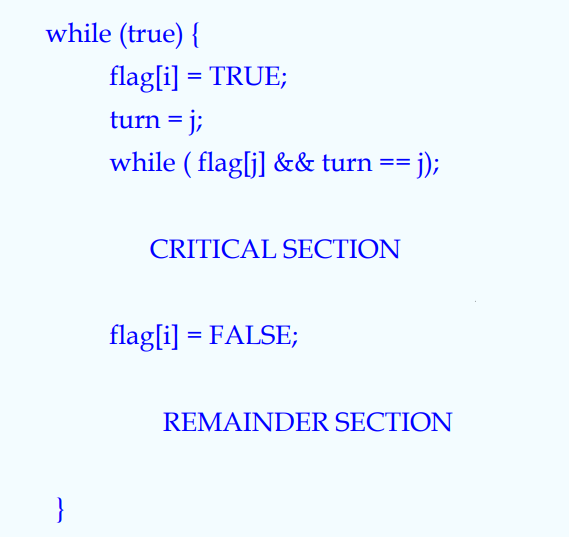 while (true) {
flag[i] = TRUE;
turn = j;
while ( flag[j] && turn == j);
CRITICAL SECTION
flag[i] = FALSE;
REMAINDER SECTION
}